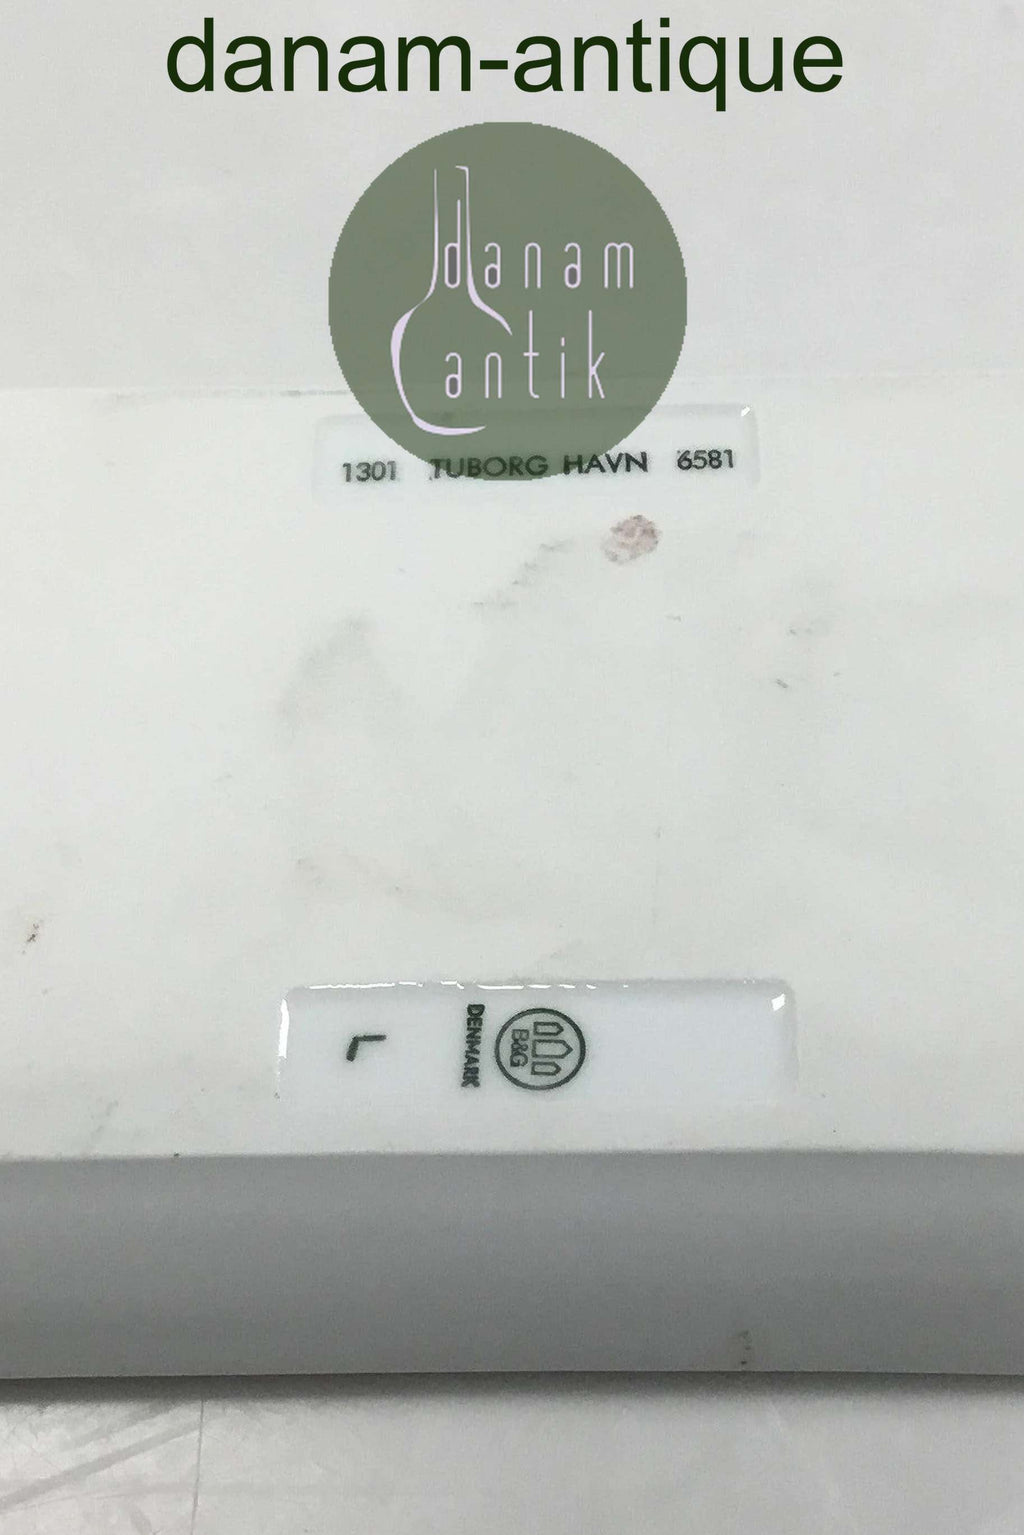 danam-antique
danam
antik
1301 TUBORG HAVN 6581
L
DENMARK
B&G